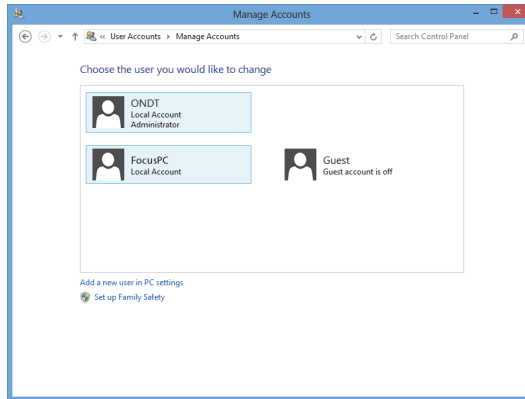 Manage Accounts
« User Accounts Manage Accounts
Search Control Panel
Choose the user you would like to change
ONDT
Local Account
Administrator
FocusPC
Local Account
Guest
Guest account is off
Add a new user in PC settings
Set up Family Safety